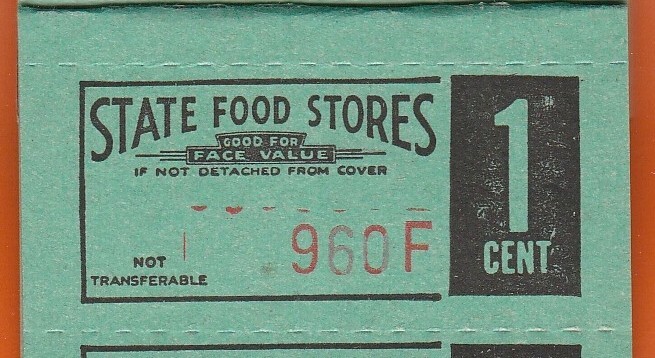 STATE FOOD STORES
GOOD FOR
FACE VALUE
IF NOT DETACHED FROM COVER
960F
NOT
TRANSFERABLE
1
CENT